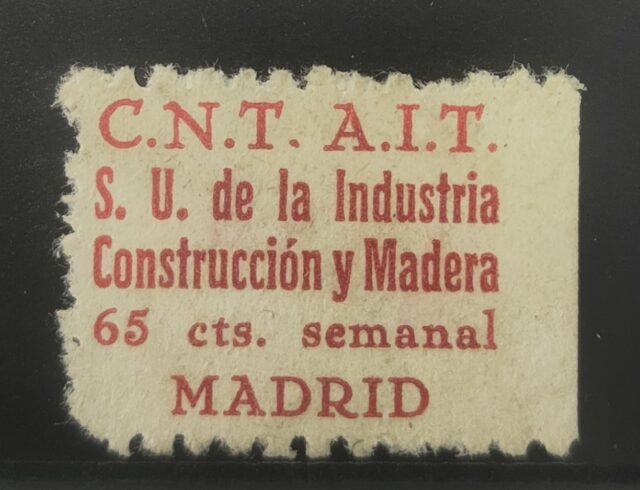 C.N.T. A.I.T.
S. U. de la Industria
Construcción y Madera
65 cts. semanal
MADRID